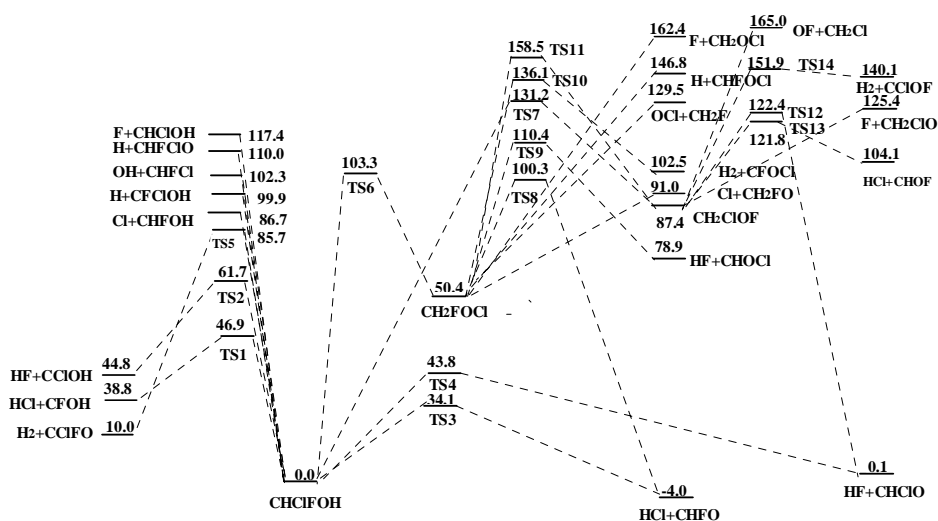 165.0
OF+CH2Cl
162.4
F+CH2OCl
158.5
TS11
151.9
TS14
146.8
H+CHFOCl
140.1
H2+CClOF
136.1
TS10
131.2
TS7
129.5
OCl+CH2F
125.4
F+CH2ClO
122.4
TS12
TS13
121.8
F+CHClOH
117.4
H+CHFClO
110.0
110.4
TS9
OH+CHFCl
102.3
103.3
TS6
100.3
TS8
102.5
H2+CFOCl
104.1
HCl+CHOF
H+CFClOH
99.9
91.0
Cl+CH2FO
Cl+CHFOH
86.7
87.4
CH2ClOF
TS5
85.7
78.9
HF+CHOCl
61.7
TS2
50.4
CH2FOCl
46.9
TS1
44.8
HF+CClOH
43.8
TS4
38.8
HCl+CFOH
34.1
TS3
10.0
H2+CClFO
0.0
CHClFOH
0.1
HF+CHClO
-4.0
HCl+CHFO